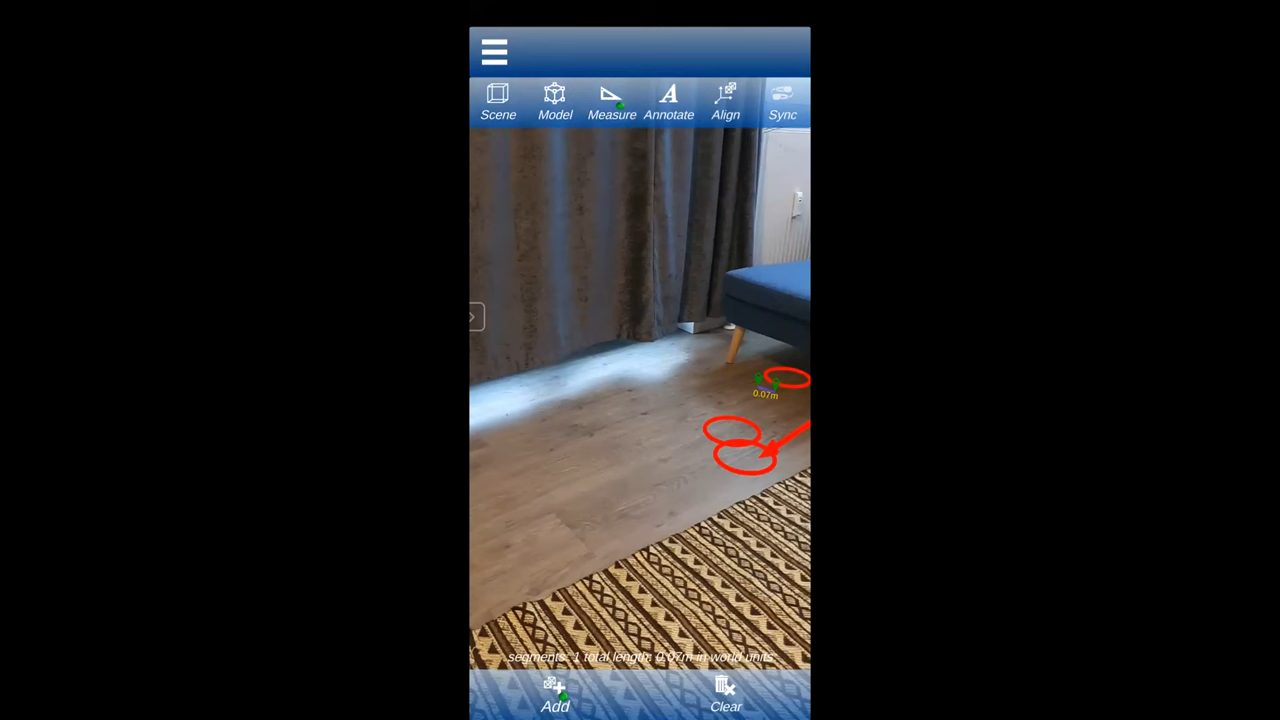 Scene Model Measure Annotate Align Sync
0.07m
segments: 1 total length: 0.07m in world units
Add Clear